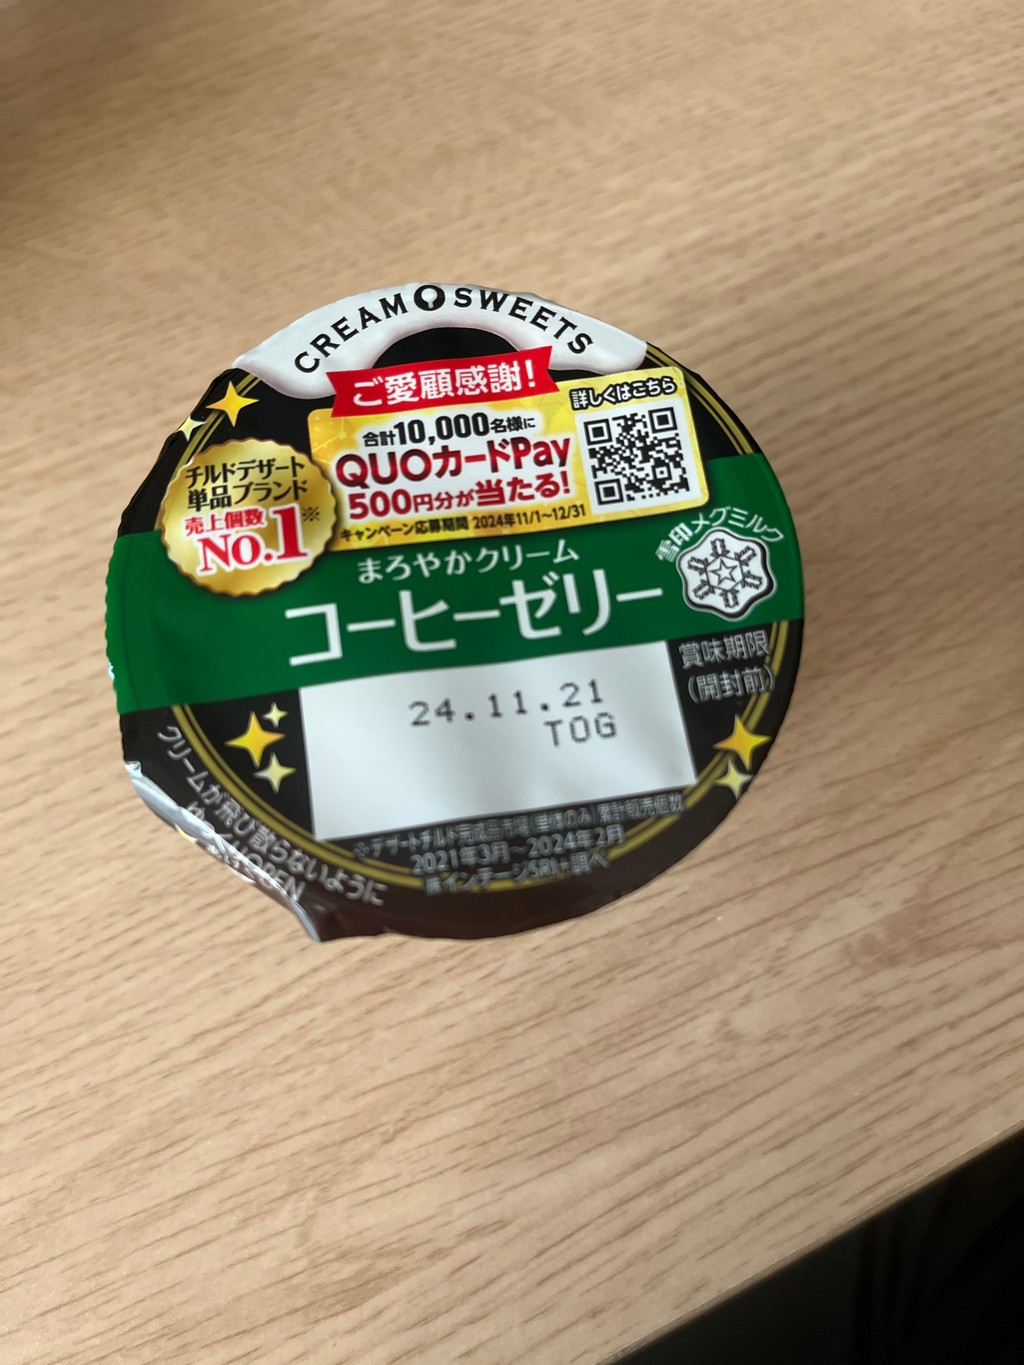 CREAM SWEETS
ご愛顧感謝!
詳しくはこちら
合計10,000名様に
QUOカードPay
500円分が当たる!
キャンペーン応募期間 2024年11/1~12/31
チルドデザート
単品ブランド
売上個数※
NO.1
雪印メグミルク
まろやかクリーム
コーヒーゼリー
賞味期限
(開封前)
24.11.21
TOG
※デザートチルド完成品市場(単体のみ)累計販売個数
2021年3月~2024年2月
インテージSRI+調べ
クリームが飛び散らないように
OPEN